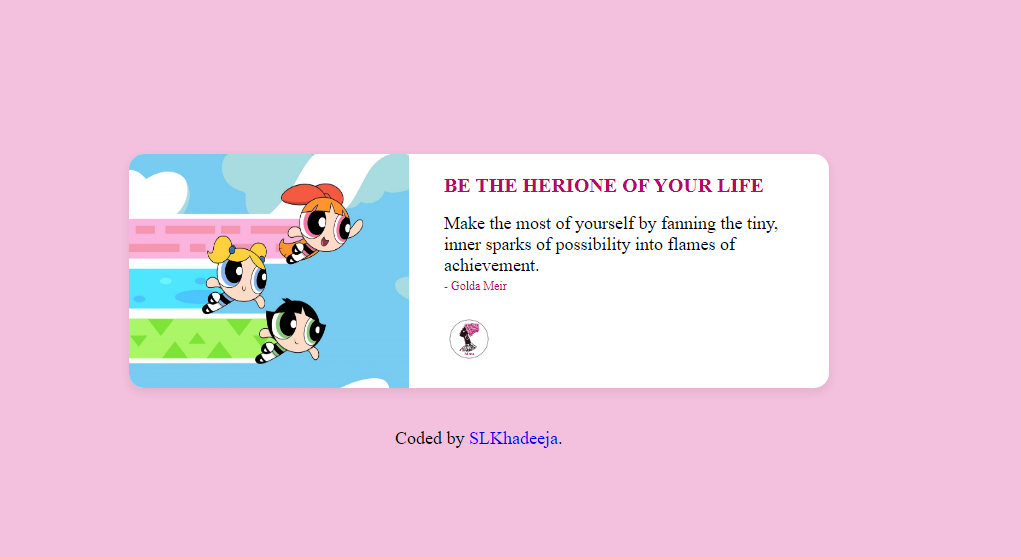 BE THE HERIONE OF YOUR LIFE
Make the most of yourself by fanning the tiny,
inner sparks of possibility into flames of
achievement.
- Golda Meir
Coded by SLKhadeeja.